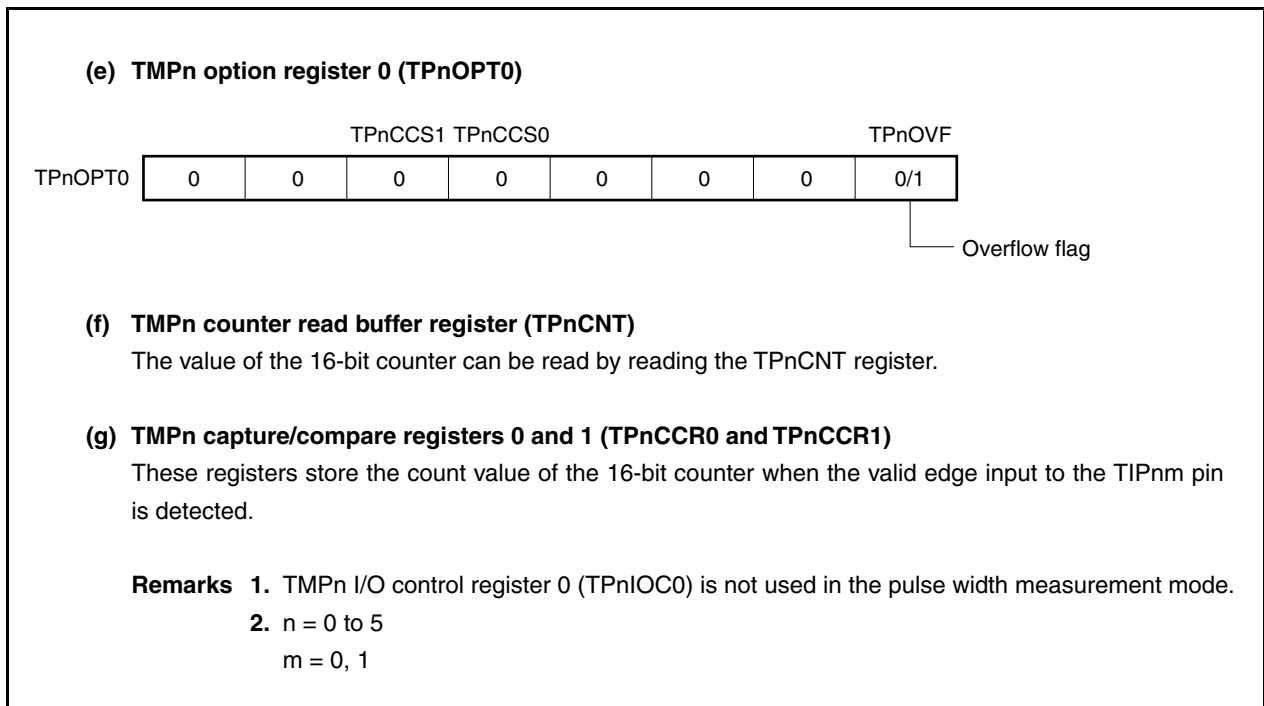 (e) TMPn option register 0 (TPnOPT0)
TPnCCS1 TPnCCS0 TPnOVF
TPnOPT0 0 0 0 0 0 0 0 0/1
Overflow flag
(f) TMPn counter read buffer register (TPnCNT)
The value of the 16-bit counter can be read by reading the TPnCNT register.
(g) TMPn capture/compare registers 0 and 1 (TPnCCR0 and TPnCCR1)
These registers store the count value of the 16-bit counter when the valid edge input to the TIPnm pin
is detected.
Remarks 1. TMPn I/O control register 0 (TPnIOC0) is not used in the pulse width measurement mode.
2. n = 0 to 5
m = 0, 1